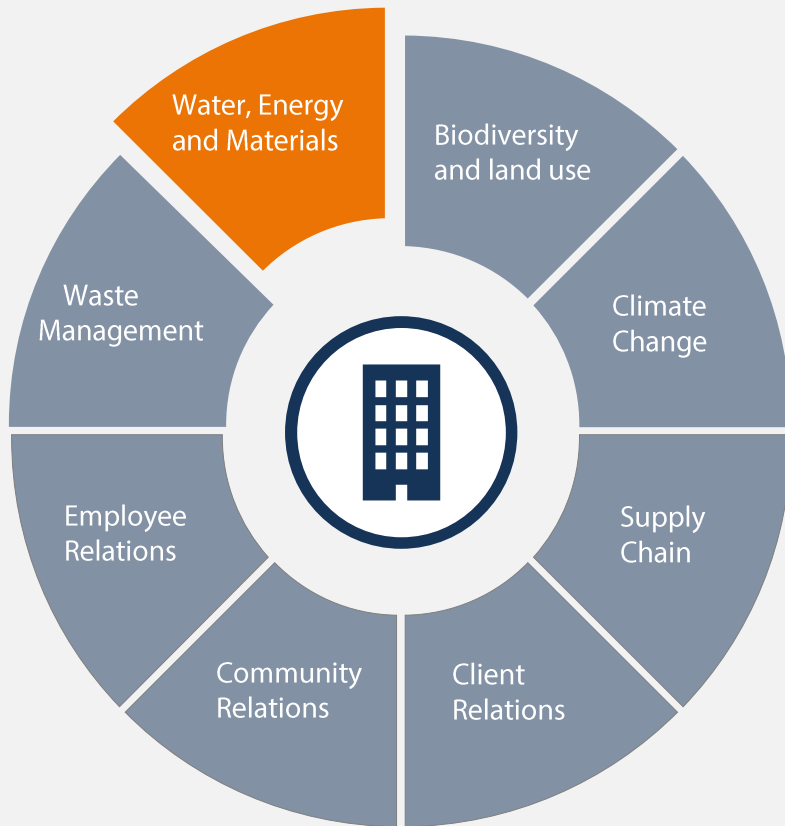 Water, Energy
and Materials
Biodiversity
and land use
Climate
Change
Supply
Chain
Client
Relations
Community
Relations
Employee
Relations
Waste
Management